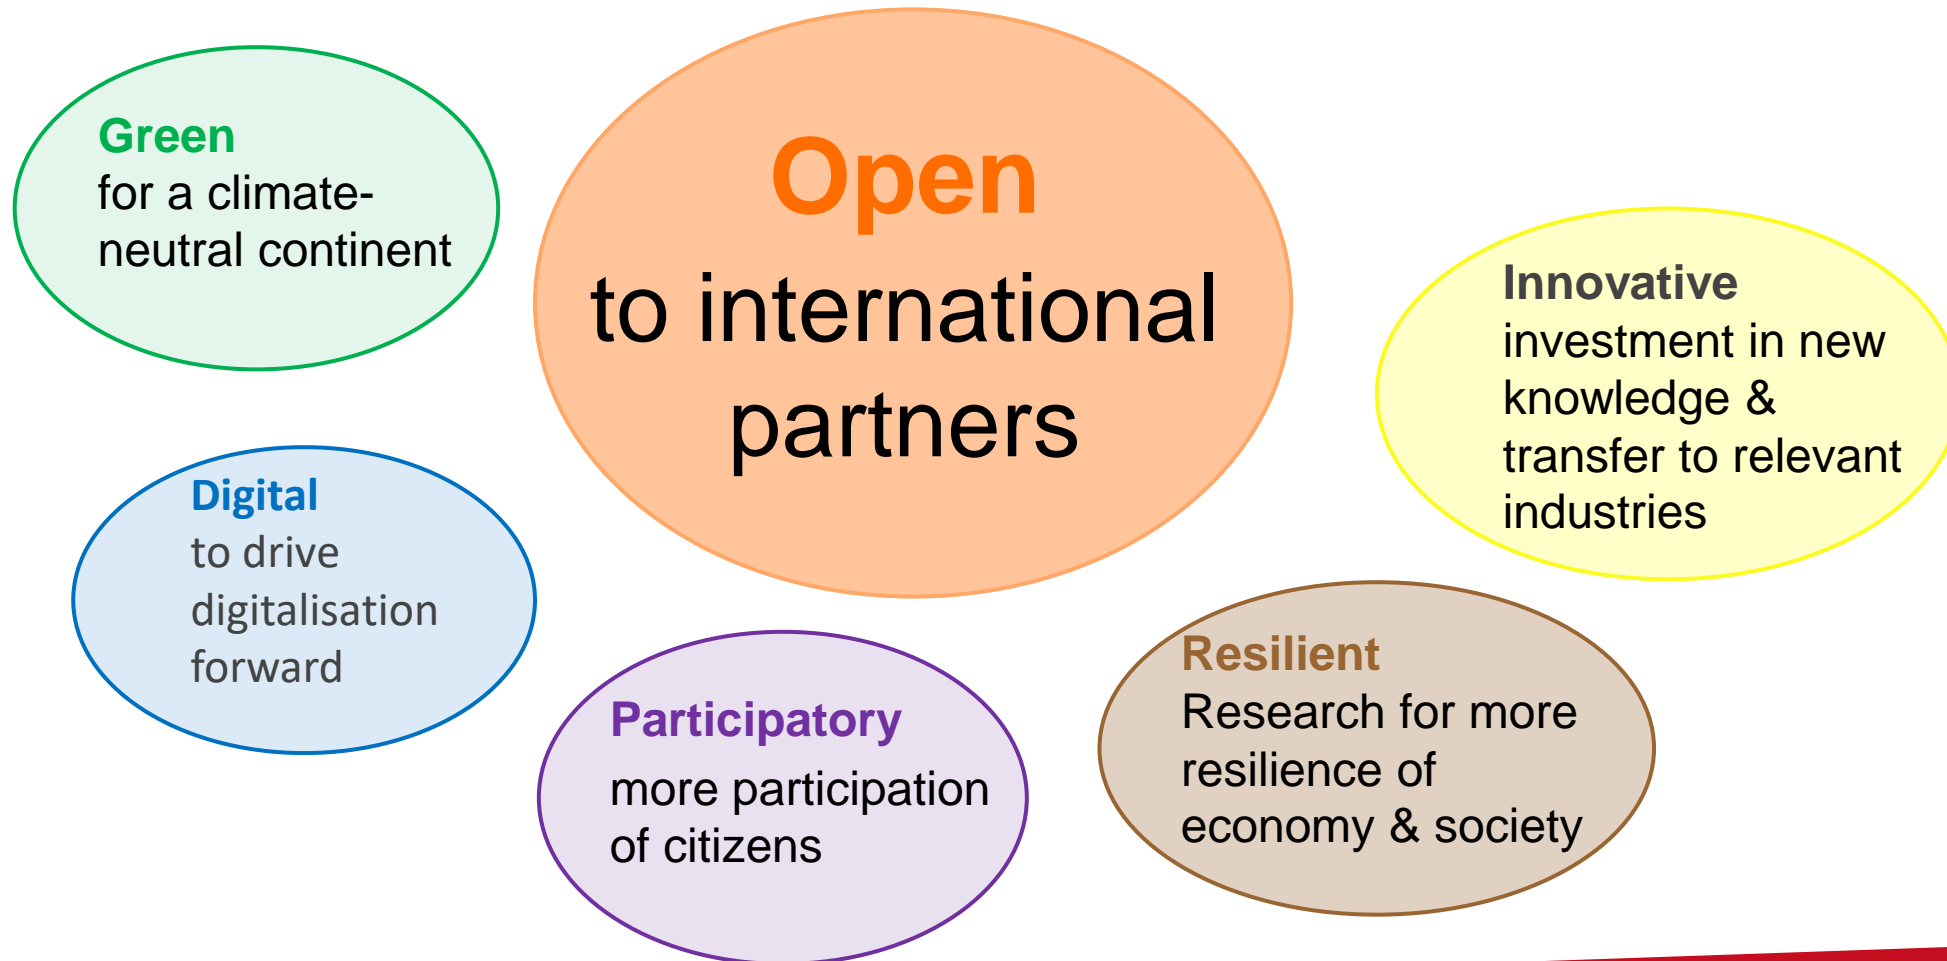 Green
for a climate-
neutral continent
Open
to international
partners
Innovative
investment in new
knowledge &
transfer to relevant
industries
Digital
to drive
digitalisation
forward
Participatory
more participation
of citizens
Resilient
Research for more
resilience of
economy & society